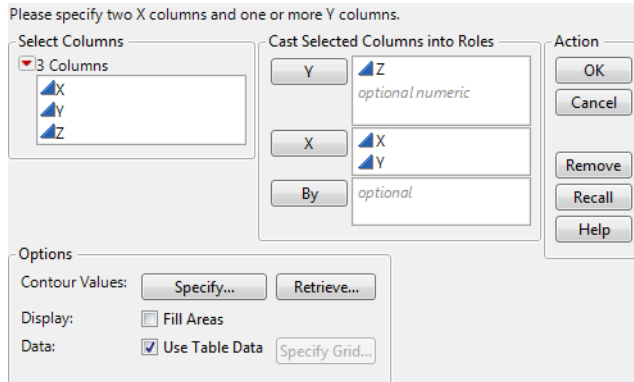 Please specify two X columns and one or more Y columns.
Select Columns
3 Columns
X
Y
Z
Cast Selected Columns into Roles
Y
Z
optional numeric
X
X
Y
By
optional
Action
OK
Cancel
Remove
Recall
Help
Options
Contour Values: Specify... Retrieve...
Display: Fill Areas
Data: Use Table Data Specify Grid...